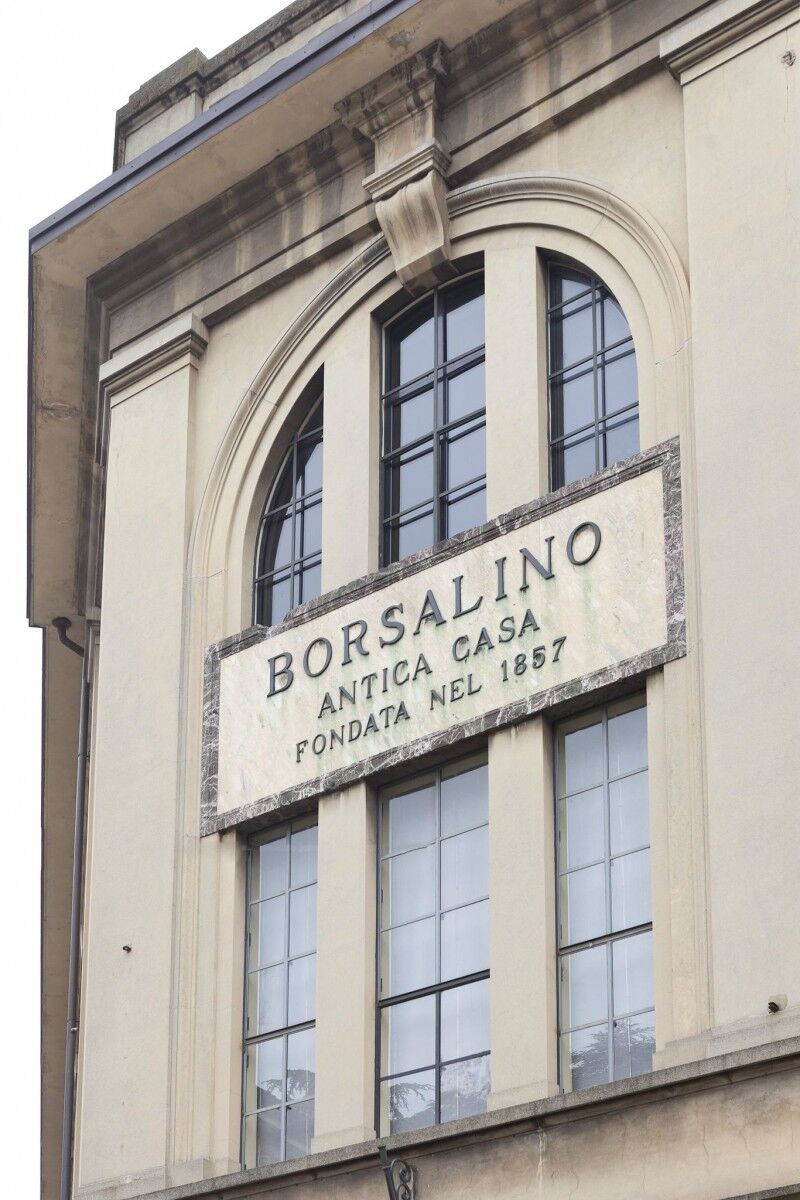 BORSALINO
ANTICA CASA
FONDATA NEL 1857